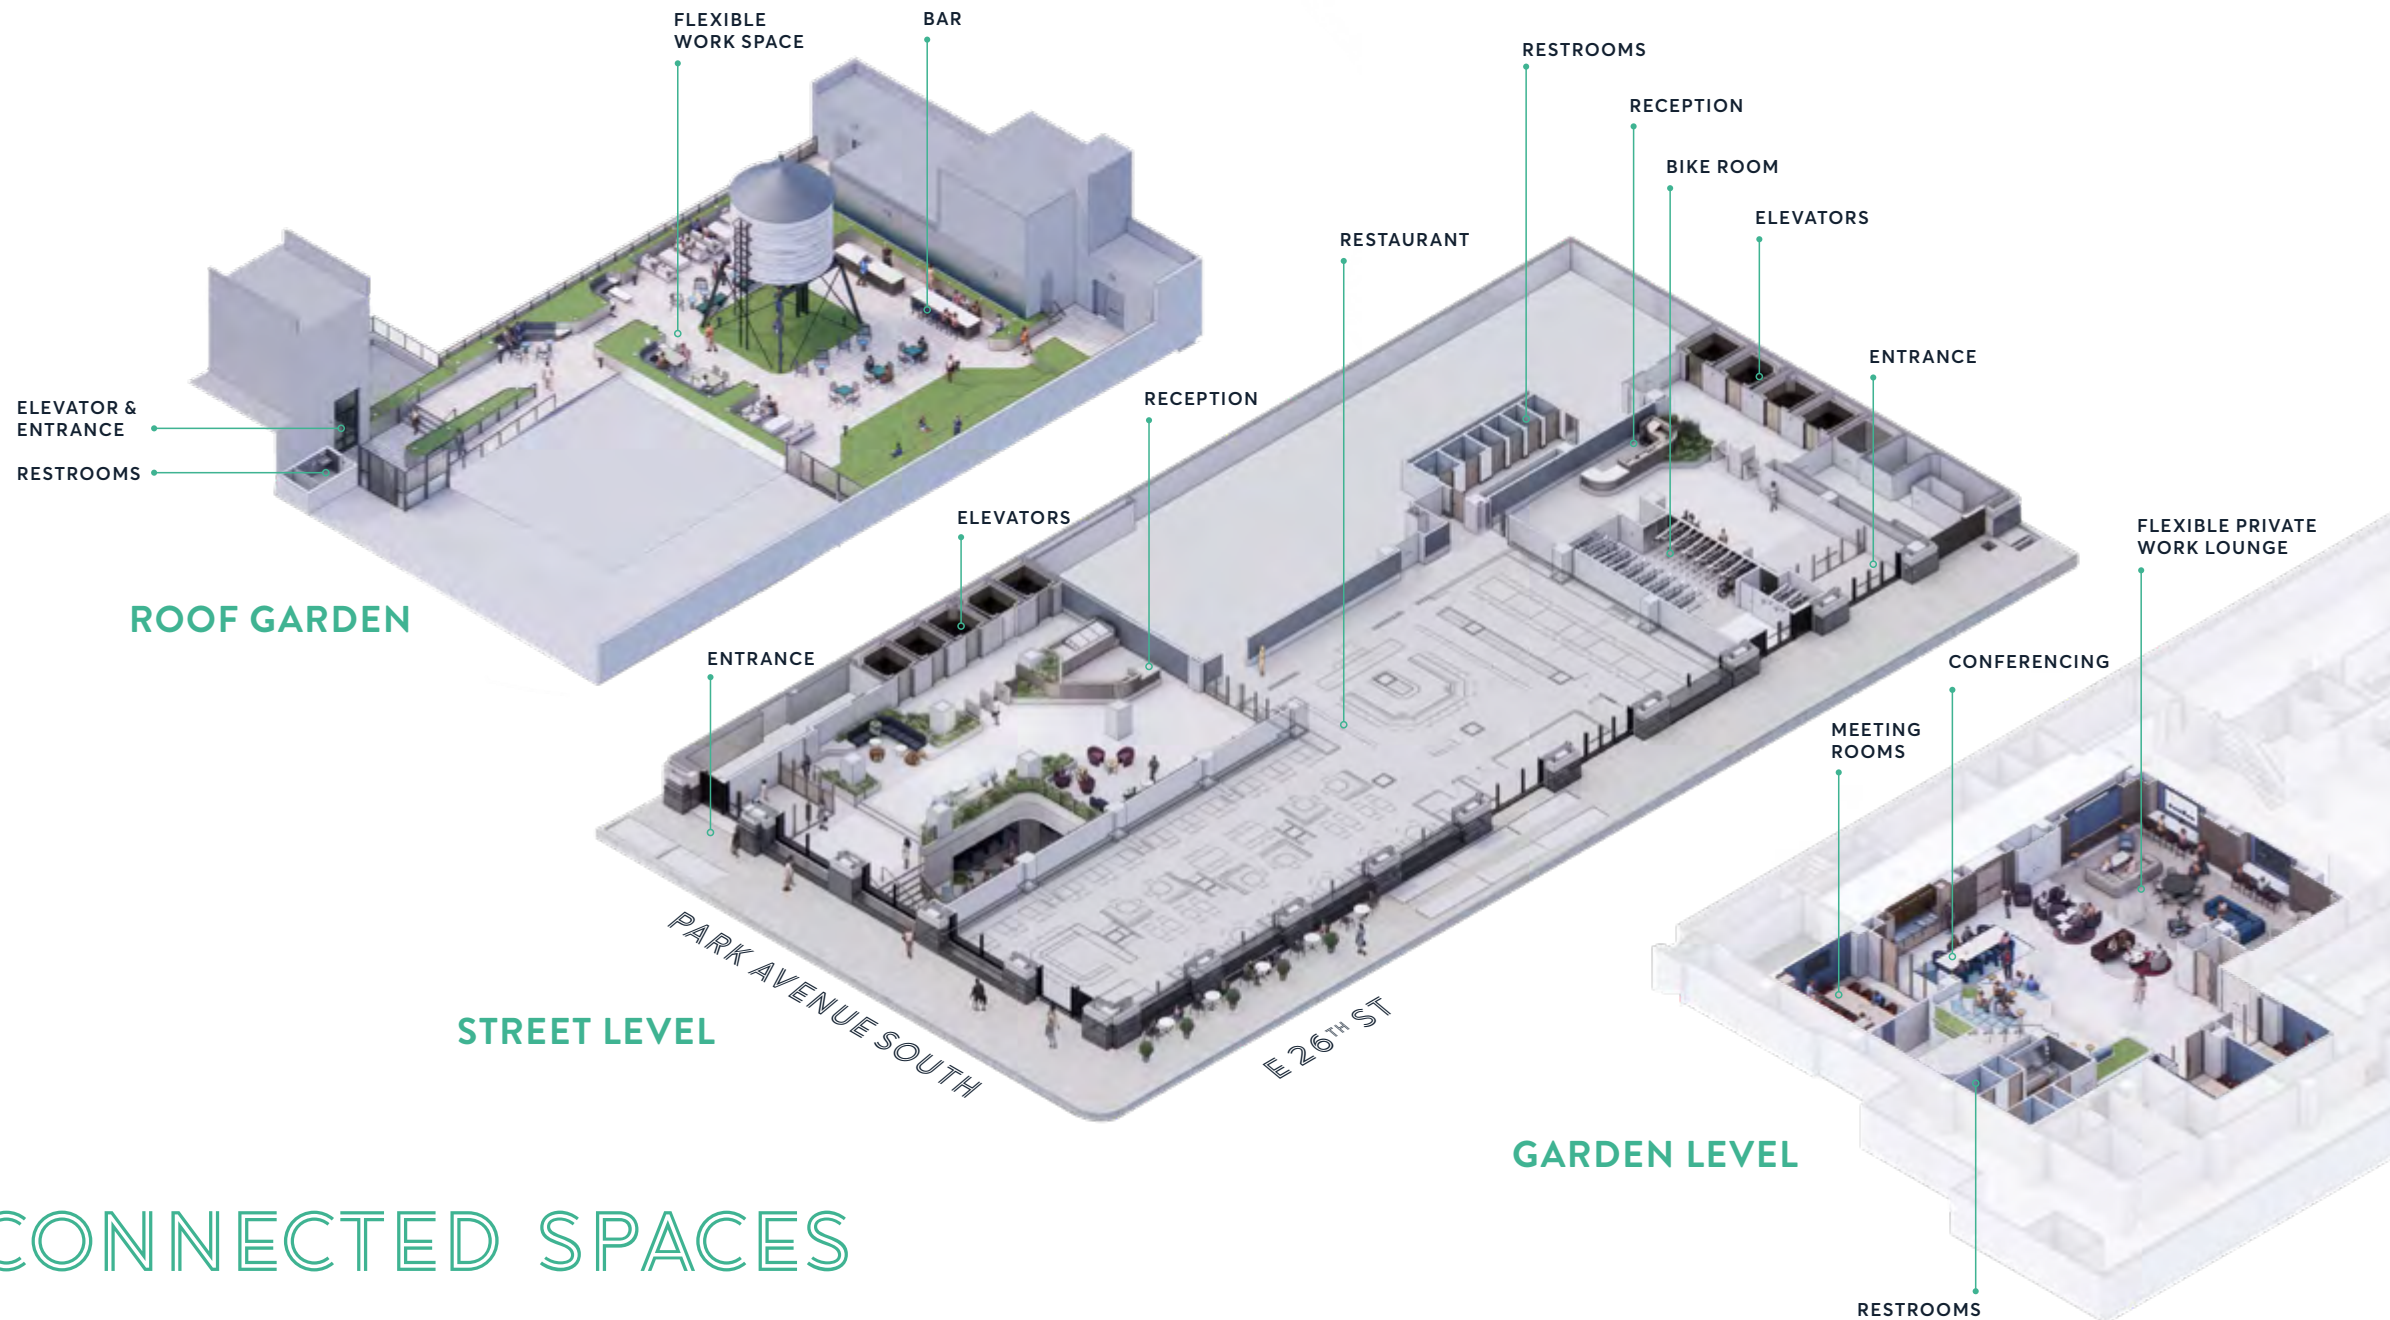 FLEXIBLE
WORK SPACE
BAR
ELEVATOR &
ENTRANCE
RESTROOMS
ROOF GARDEN
RESTROOMS
RECEPTION
BIKE ROOM
ELEVATORS
RESTAURANT
ENTRANCE
RECEPTION
ELEVATORS
ENTRANCE
PARK AVENUE SOUTH
E 26TH ST
STREET LEVEL
FLEXIBLE PRIVATE
WORK LOUNGE
CONFERENCING
MEETING
ROOMS
RESTROOMS
GARDEN LEVEL
CONNECTED SPACES